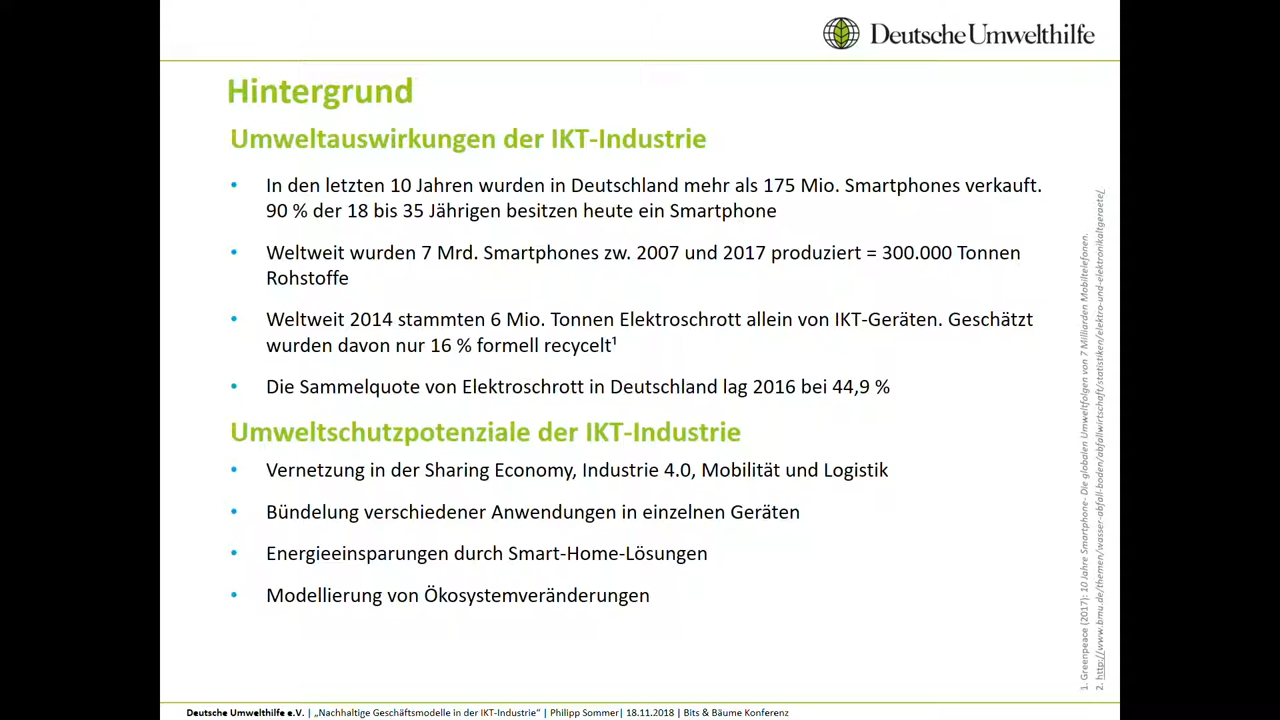 Deutsche Umwelthilfe
Hintergrund
Umweltauswirkungen der IKT-Industrie
• In den letzten 10 Jahren wurden in Deutschland mehr als 175 Mio. Smartphones verkauft.
90 % der 18 bis 35 Jährigen besitzen heute ein Smartphone
• Weltweit wurden 7 Mrd. Smartphones zw. 2007 und 2017 produziert = 300.000 Tonnen
Rohstoffe
• Weltweit 2014 stammten 6 Mio. Tonnen Elektroschrott allein von IKT-Geräten. Geschätzt
wurden davon nur 16 % formell recycelt¹
• Die Sammelquote von Elektroschrott in Deutschland lag 2016 bei 44,9 %
Umweltschutzpotenziale der IKT-Industrie
• Vernetzung in der Sharing Economy, Industrie 4.0, Mobilität und Logistik
• Bündelung verschiedener Anwendungen in einzelnen Geräten
• Energieeinsparungen durch Smart-Home-Lösungen
• Modellierung von Ökosystemveränderungen
1. Greenpeace (2017): 10 Jahre Smartphone- Die globalen Umweltfolgen von 7 Milliarden Mobiltelefonen.
2. http://www.bmu.de/themen/wasser-abfall-boden/abfallwirtschaft/statistiken/elektro-und-elektronikaltgeraete/
Deutsche Umwelthilfe e.V. | „Nachhaltige Geschäftsmodelle in der IKT-Industrie“ | Philipp Sommer| 18.11.2018 | Bits & Bäume Konferenz